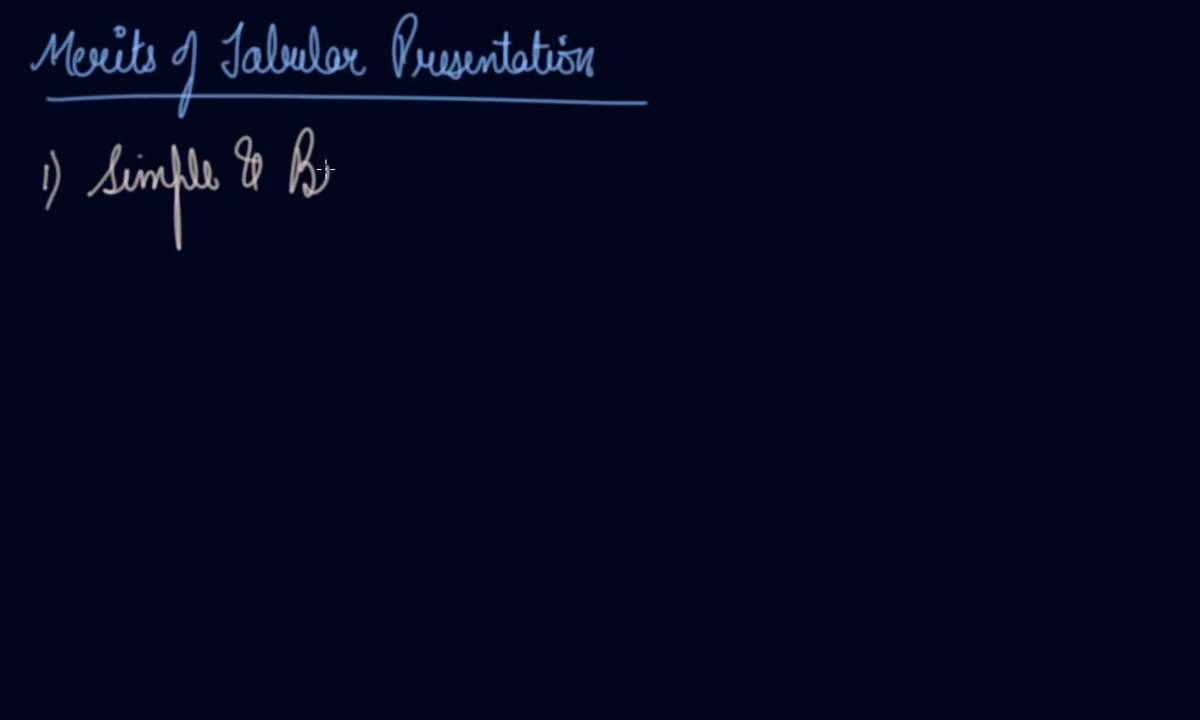 Merits of Tabular Presentation
1) Simple & B